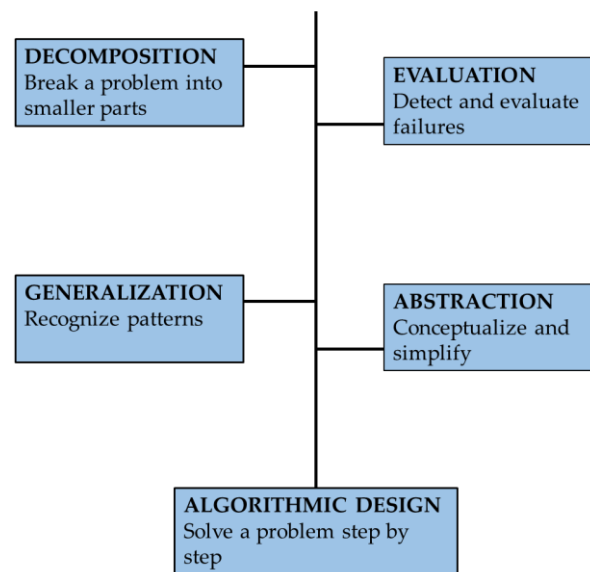 DECOMPOSITION
Break a problem into
smaller parts
EVALUATION
Detect and evaluate
failures
GENERALIZATION
Recognize patterns
ABSTRACTION
Conceptualize and
simplify
ALGORITHMIC DESIGN
Solve a problem step by
step